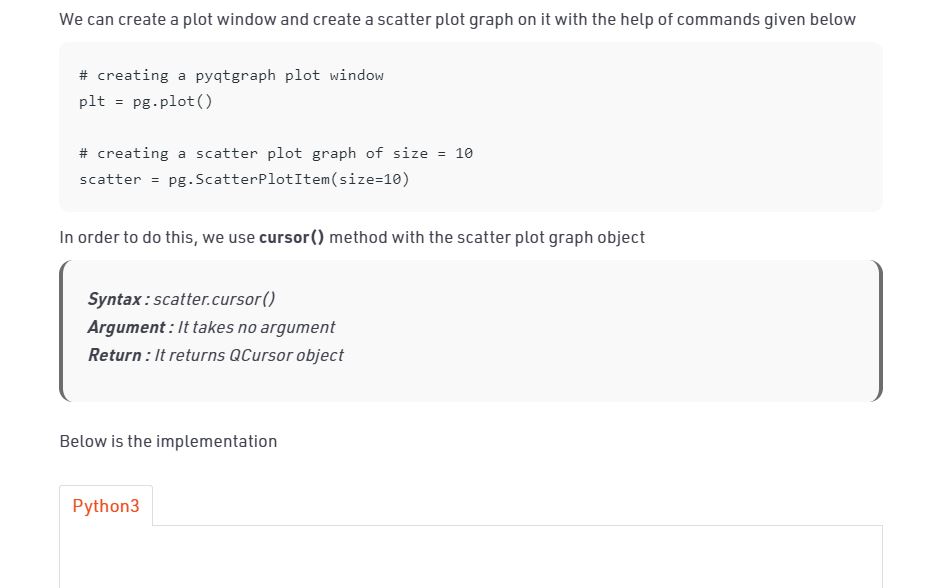 We can create a plot window and create a scatter plot graph on it with the help of commands given below
# creating a pyqtgraph plot window
plt = pg.plot()
# creating a scatter plot graph of size = 10
scatter = pg.ScatterPlotItem(size=10)
In order to do this, we use cursor() method with the scatter plot graph object
Syntax : scatter.cursor()
Argument : It takes no argument
Return : It returns QCursor object
Below is the implementation
Python3